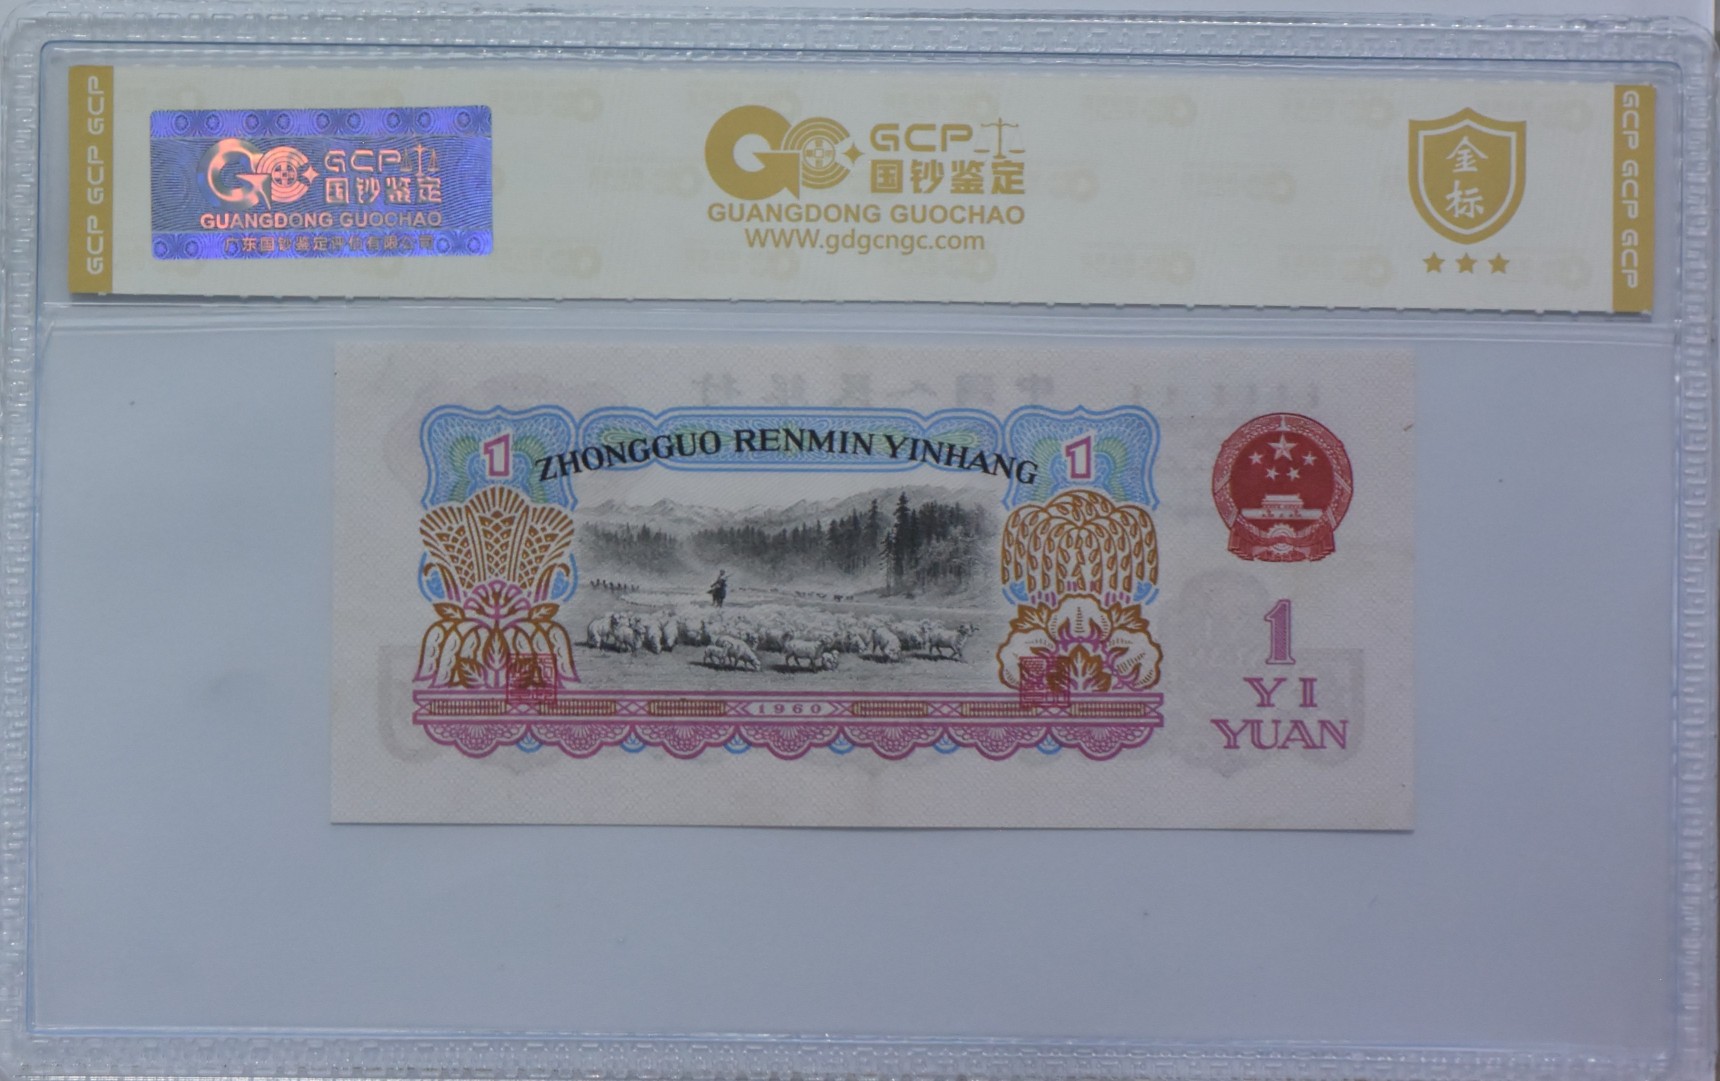 GCP GCP GCP
GCP
国钞鉴定
GUANGDONG GUOCHAO
广东国钞鉴定评估有限公司
GCP
国钞鉴定
GUANGDONG GUOCHAO
WWW.gdgcngc.com
金标
GCP GCP GCP
1
ZHONGGUO RENMIN YINHANG
1
1960
1
YI
YUAN